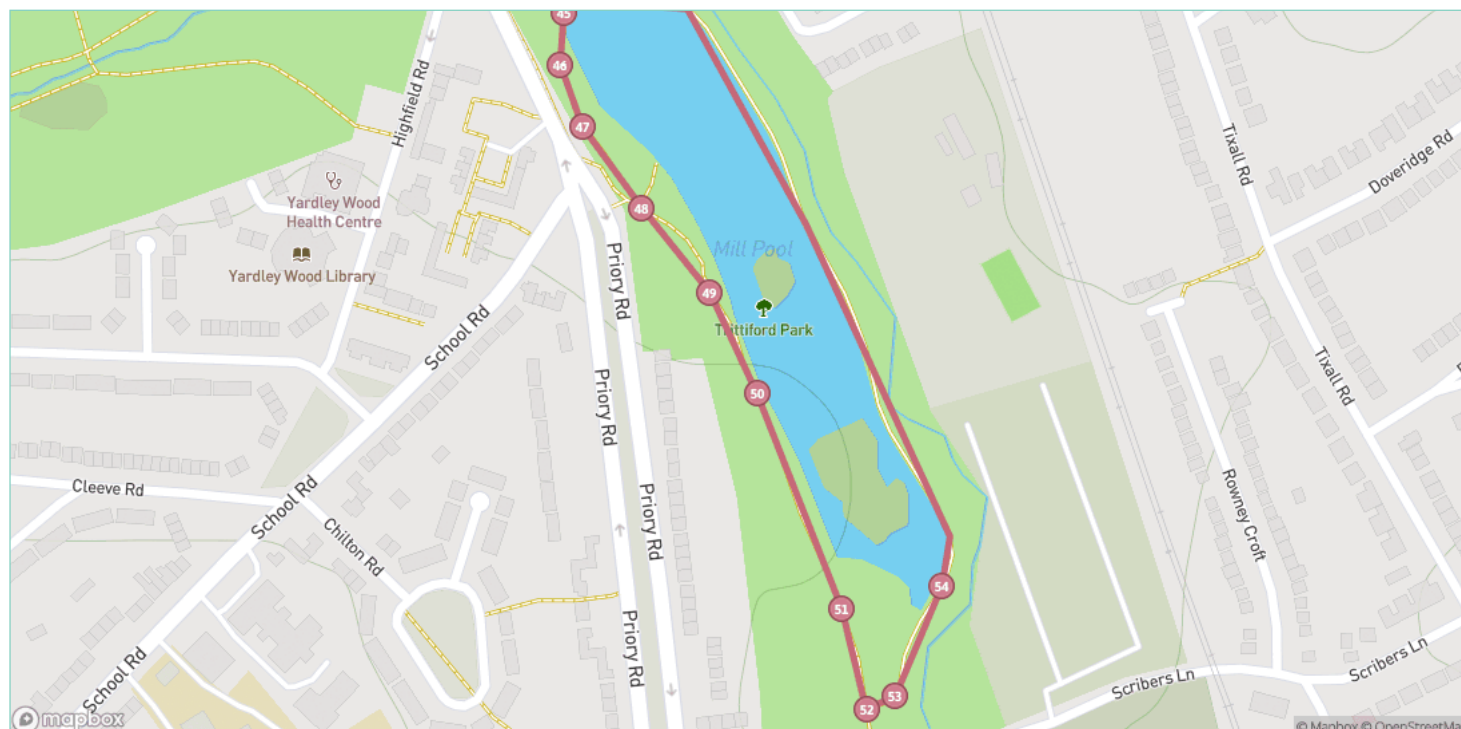 45
46
47
Highfield Rd
Tixall Rd
Doveridge Rd
Yardley Wood
Health Centre
48
Mill Pool
Priory Rd
Yardley Wood Library
49
Trittiford Park
School Rd
Tixall Rd
50
Priory Rd
Cleeve Rd
School Rd
Chilton Rd
Priory Rd
Rowney Croft
54
51
Priory Rd
School Rd
53
52
Scribers Ln
Scribers Ln
mapbox
© Mapbox © OpenStreetMa